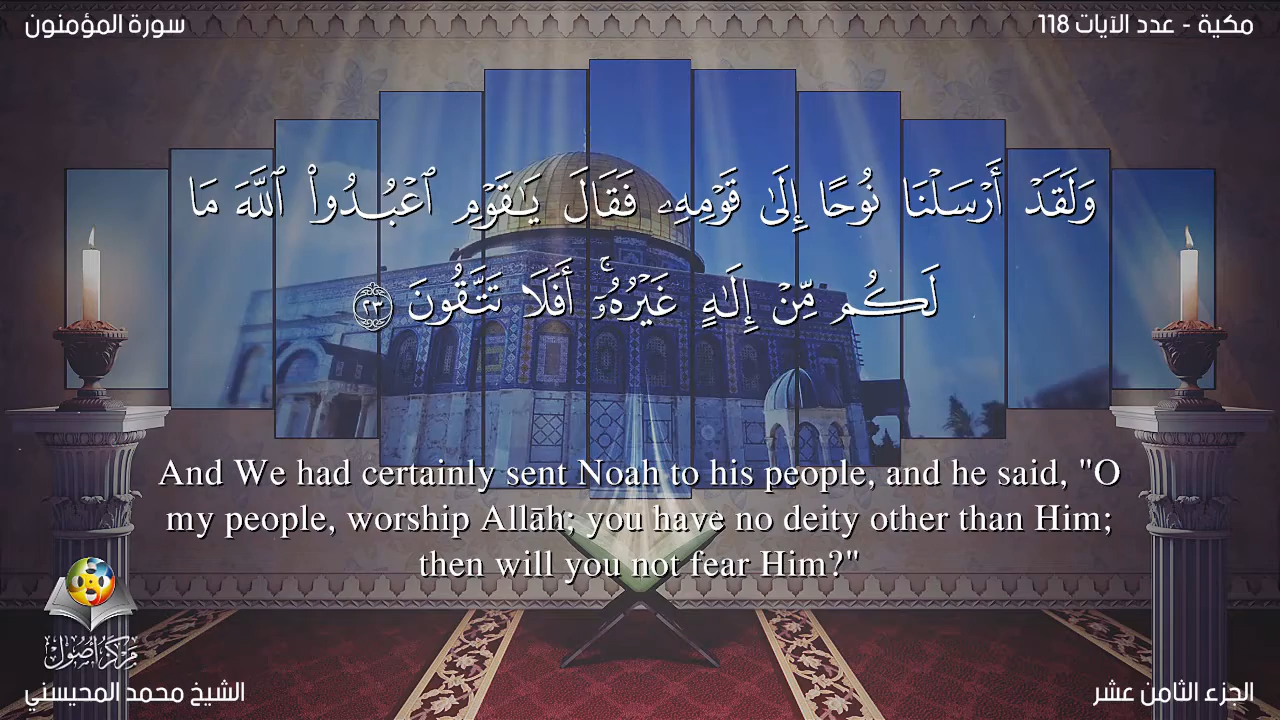 سورة المؤمنون
مكية - عدد الآيات 118
وَلَقَدْ أَرْسَلْنَا نُوحًا إِلَىٰ قَوْمِهِۦ فَقَالَ يَـٰقَوْمِ ٱعْبُدُوا۟ ٱللَّهَ مَا
لَكُم مِّنْ إِلَـٰهٍ غَيْرُهُۥٓ ۚ أَفَلَا تَتَّقُونَ ٢٣
And We had certainly sent Noah to his people, and he said, "O
my people, worship Allāh; you have no deity other than Him;
then will you not fear Him?"
مركز أصول
الشيخ محمد المحيسني
الجزء الثامن عشر